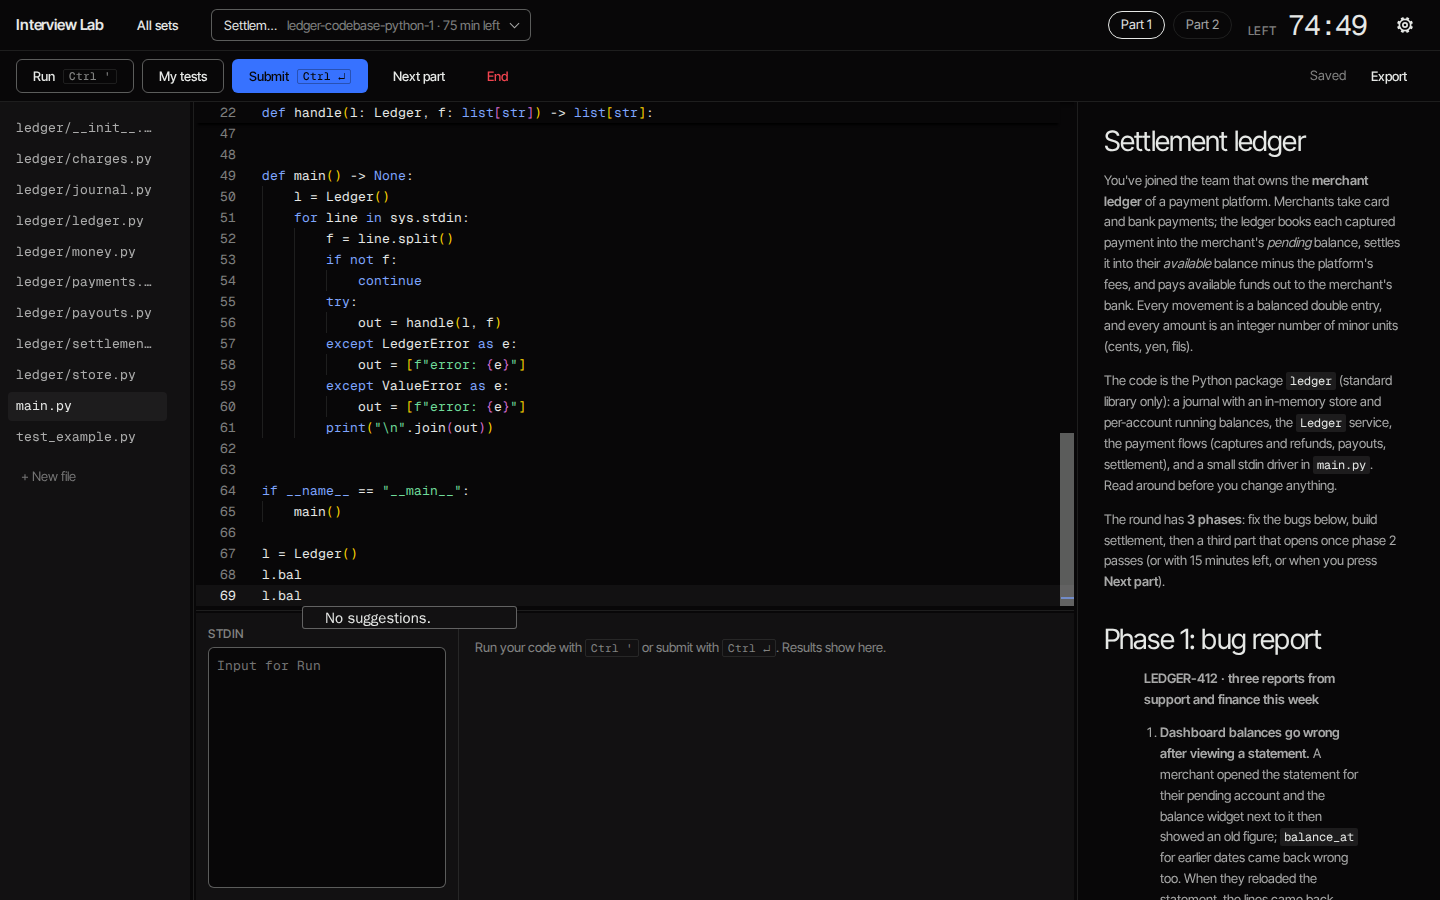 Interview Lab
All sets
Settlem... ledger-codebase-python-1 · 75 min left
Part 1
Part 2
LEFT 74:49
Run Ctrl '
My tests
Submit Ctrl ↵
Next part
End
Saved
Export
ledger/__init__.…
ledger/charges.py
ledger/journal.py
ledger/ledger.py
ledger/money.py
ledger/payments.…
ledger/payouts.py
ledger/settlemen…
ledger/store.py
main.py
test_example.py
+ New file
22 def handle(l: Ledger, f: list[str]) -> list[str]:
47
48
49 def main() -> None:
50 l = Ledger()
51 for line in sys.stdin:
52 f = line.split()
53 if not f:
54 continue
55 try:
56 out = handle(l, f)
57 except LedgerError as e:
58 out = [f"error: {e}"]
59 except ValueError as e:
60 out = [f"error: {e}"]
61 print("\n".join(out))
62
63
64 if __name__ == "__main__":
65 main()
66
67 l = Ledger()
68 l.bal
69 l.bal
No suggestions.
STDIN
Input for Run
Run your code with Ctrl ' or submit with Ctrl ↵. Results show here.
Settlement ledger
You've joined the team that owns the merchant
ledger of a payment platform. Merchants take card
and bank payments; the ledger books each captured
payment into the merchant's pending balance, settles
it into their available balance minus the platform's
fees, and pays available funds out to the merchant's
bank. Every movement is a balanced double entry,
and every amount is an integer number of minor units
(cents, yen, fils).
The code is the Python package ledger (standard
library only): a journal with an in-memory store and
per-account running balances, the Ledger service,
the payment flows (captures and refunds, payouts,
settlement), and a small stdin driver in main.py.
Read around before you change anything.
The round has 3 phases: fix the bugs below, build
settlement, then a third part that opens once phase 2
passes (or with 15 minutes left, or when you press
Next part).
Phase 1: bug report
LEDGER-412 · three reports from
support and finance this week
1. Dashboard balances go wrong
after viewing a statement. A
merchant opened the statement for
their pending account and the
balance widget next to it then
showed an old figure; balance_at
for earlier dates came back wrong
too. When they reloaded the
statement, the lines came back